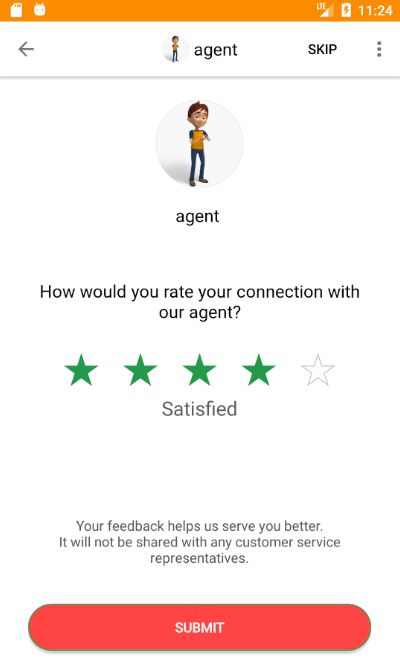 LTE 11:24
agent SKIP
agent
How would you rate your connection with
our agent?
Satisfied
Your feedback helps us serve you better.
It will not be shared with any customer service
representatives.
SUBMIT